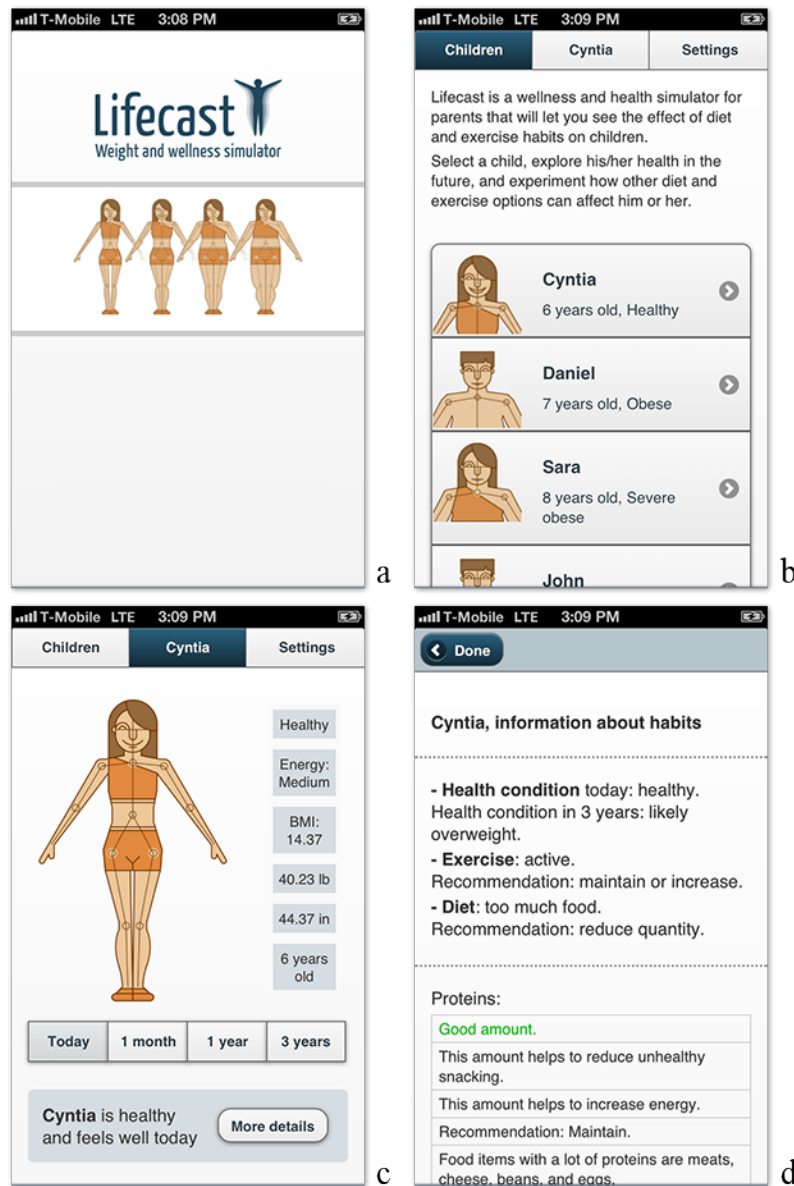 T-Mobile LTE 3:08 PM
Lifecast
Weight and wellness simulator
a
T-Mobile LTE 3:09 PM
Children Cyntia Settings
Lifecast is a wellness and health simulator for
parents that will let you see the effect of diet
and exercise habits on children.
Select a child, explore his/her health in the
future, and experiment how other diet and
exercise options can affect him or her.
Cyntia
6 years old, Healthy
Daniel
7 years old, Obese
Sara
8 years old, Severe
obese
John
b
T-Mobile LTE 3:09 PM
Children Cyntia Settings
Healthy
Energy:
Medium
BMI:
14.37
40.23 lb
44.37 in
6 years
old
Today 1 month 1 year 3 years
Cyntia is healthy
and feels well today
More details
c
T-Mobile LTE 3:09 PM
Done
Cyntia, information about habits
- Health condition today: healthy.
Health condition in 3 years: likely
overweight.
- Exercise: active.
Recommendation: maintain or increase.
- Diet: too much food.
Recommendation: reduce quantity.
Proteins:
Good amount.
This amount helps to reduce unhealthy
snacking.
This amount helps to increase energy.
Recommendation: Maintain.
Food items with a lot of proteins are meats,
cheese, beans, and eggs.
d